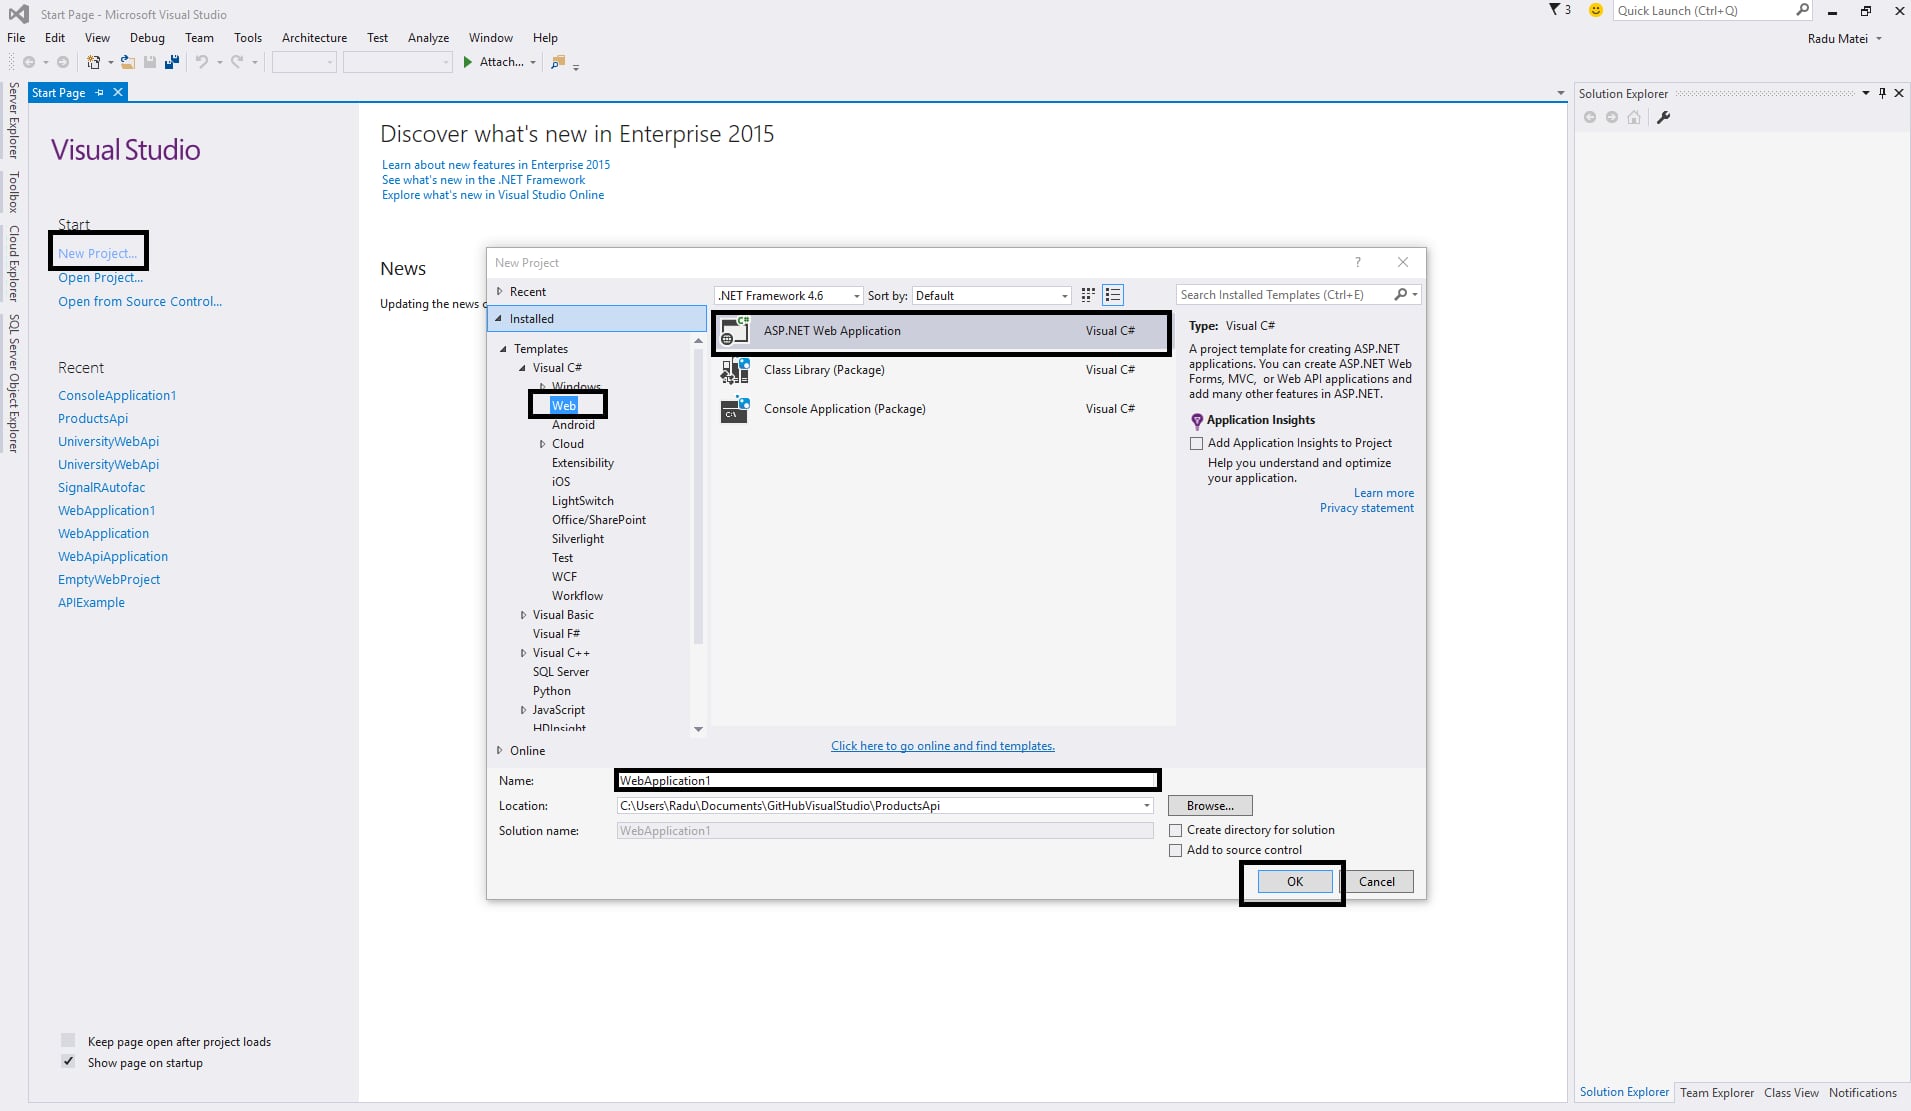 Start Page - Microsoft Visual Studio
3
Quick Launch (Ctrl+Q)
File Edit View Debug Team Tools Architecture Test Analyze Window Help
Radu Matei
Attach...
Server Explorer
Toolbox
Cloud Explorer
SQL Server Object Explorer
Start Page
Visual Studio
Start
New Project...
Open Project...
Open from Source Control...
Recent
ConsoleApplication1
ProductsApi
UniversityWebApi
UniversityWebApi
SignalRAutofac
WebApplication1
WebApplication
WebApiApplication
EmptyWebProject
APIExample
Keep page open after project loads
Show page on startup
Discover what's new in Enterprise 2015
Learn about new features in Enterprise 2015
See what's new in the .NET Framework
Explore what's new in Visual Studio Online
News
Updating the news c
New Project
?
Recent
Installed
Templates
Visual C#
Windows
Web
Android
Cloud
Extensibility
iOS
LightSwitch
Office/SharePoint
Silverlight
Test
WCF
Workflow
Visual Basic
Visual F#
Visual C++
SQL Server
Python
JavaScript
HDInsight
Online
.NET Framework 4.6
Sort by: Default
Search Installed Templates (Ctrl+E)
ASP.NET Web Application Visual C#
Class Library (Package) Visual C#
Console Application (Package) Visual C#
Click here to go online and find templates.
Type: Visual C#
A project template for creating ASP.NET
applications. You can create ASP.NET Web
Forms, MVC, or Web API applications and
add many other features in ASP.NET.
Application Insights
Add Application Insights to Project
Help you understand and optimize
your application.
Learn more
Privacy statement
Name: WebApplication1
Location: C:\Users\Radu\Documents\GitHubVisualStudio\ProductsApi
Browse...
Solution name: WebApplication1
Create directory for solution
Add to source control
OK
Cancel
Solution Explorer
Solution Explorer Team Explorer Class View Notifications